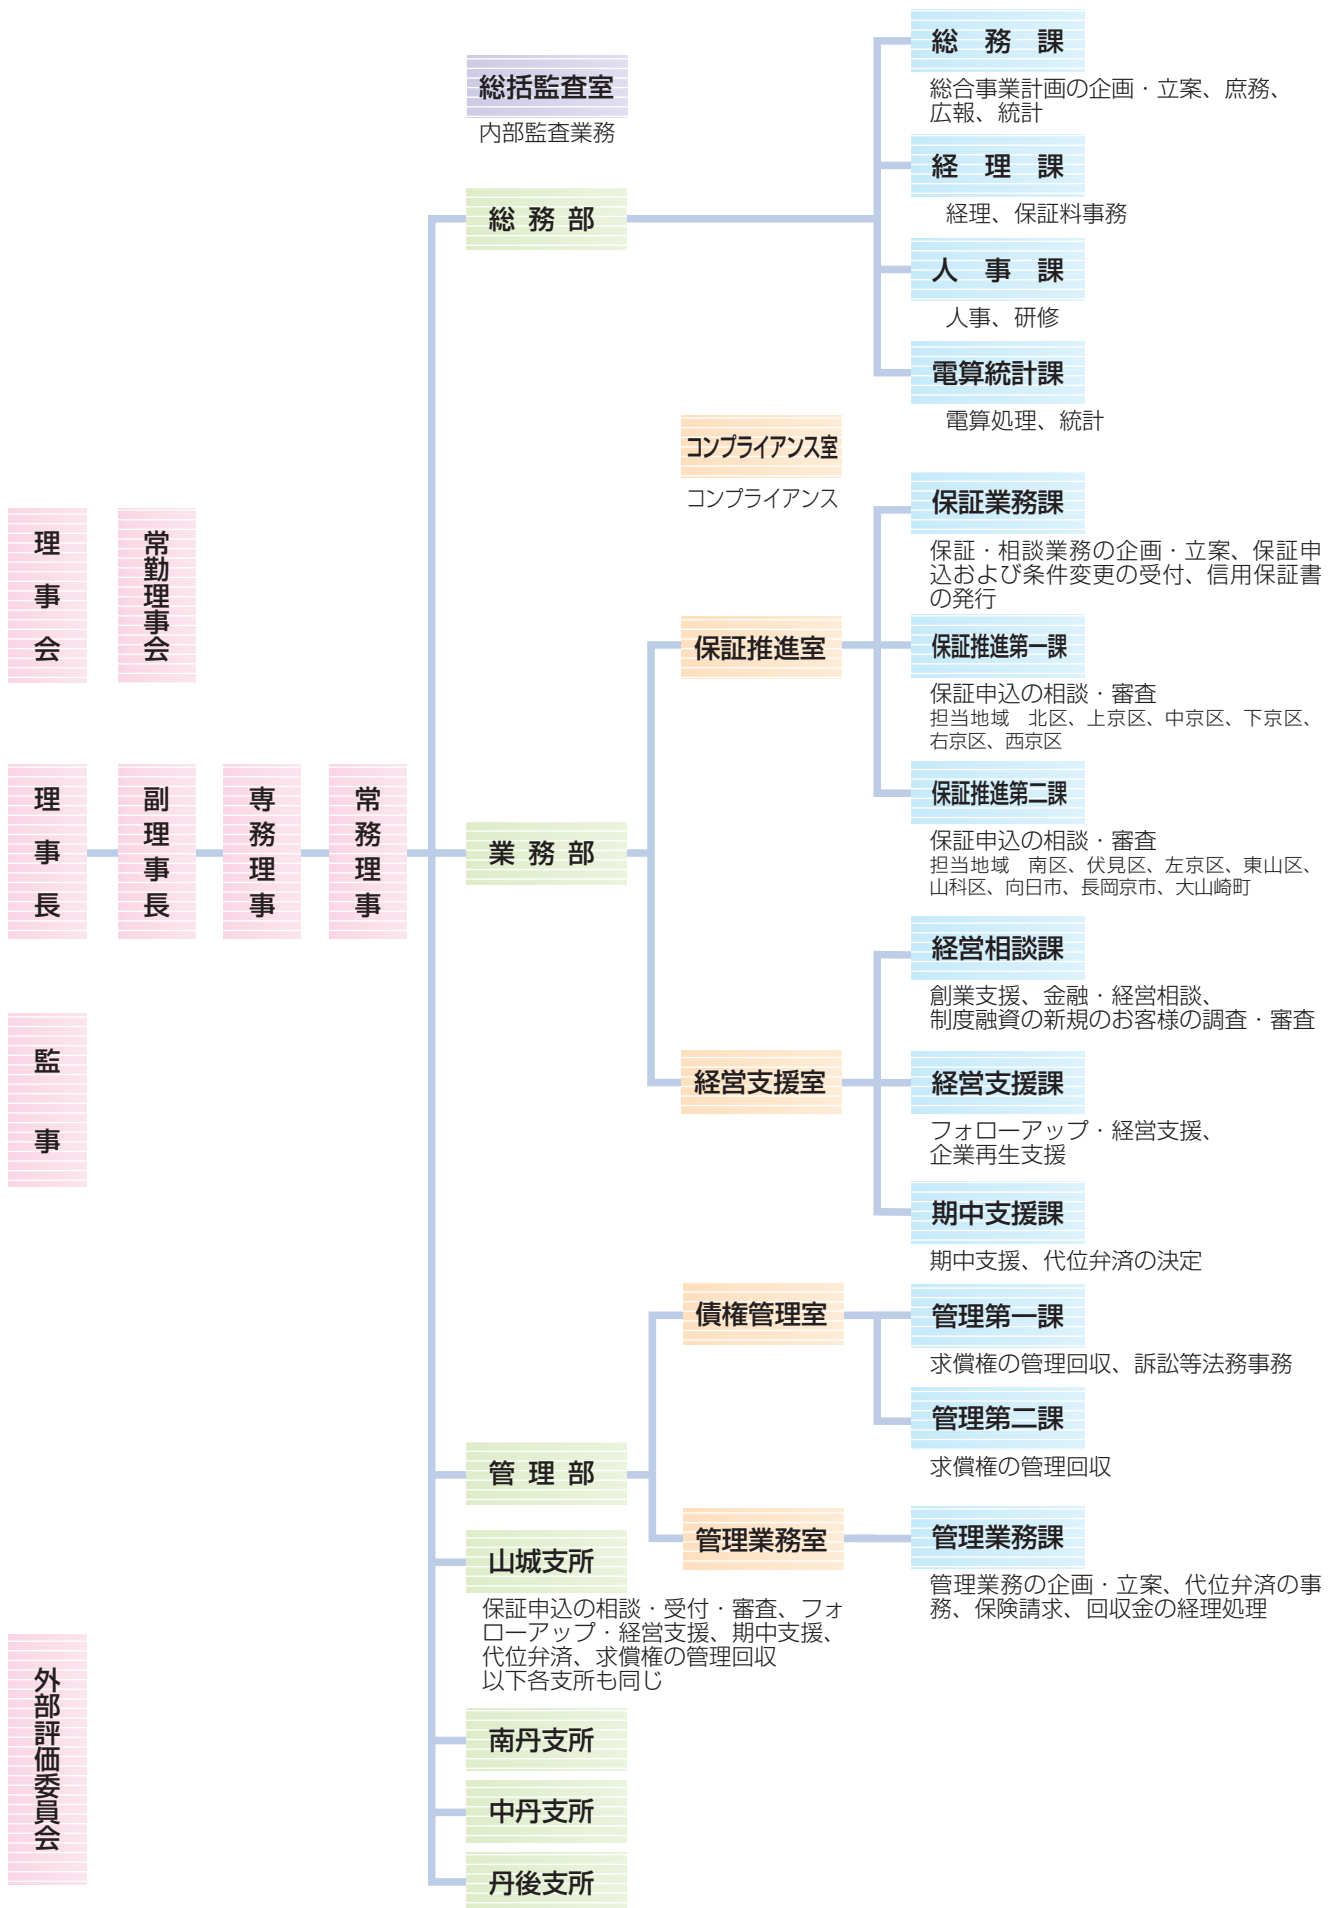 理事会
常勤理事会
理事長
副理事長
専務理事
常務理事
監事
外部評価委員会
総括監査室
内部監査業務
総務部
総務課
総合事業計画の企画・立案、庶務、
広報、統計
経理課
経理、保証料事務
人事課
人事、研修
電算統計課
電算処理、統計
コンプライアンス室
コンプライアンス
業務部
保証推進室
保証業務課
保証・相談業務の企画・立案、保証申
込および条件変更の受付、信用保証書
の発行
保証推進第一課
保証申込の相談・審査
担当地域　北区、上京区、中京区、下京区、
右京区、西京区
保証推進第二課
保証申込の相談・審査
担当地域　南区、伏見区、左京区、東山区、
山科区、向日市、長岡京市、大山崎町
経営支援室
経営相談課
創業支援、金融・経営相談、
制度融資の新規のお客様の調査・審査
経営支援課
フォローアップ・経営支援、
企業再生支援
期中支援課
期中支援、代位弁済の決定
管理部
債権管理室
管理第一課
求償権の管理回収、訴訟等法務事務
管理第二課
求償権の管理回収
管理業務室
管理業務課
管理業務の企画・立案、代位弁済の事
務、保険請求、回収金の経理処理
山城支所
保証申込の相談・受付・審査、フォ
ローアップ・経営支援、期中支援、
代位弁済、求償権の管理回収
以下各支所も同じ
南丹支所
中丹支所
丹後支所